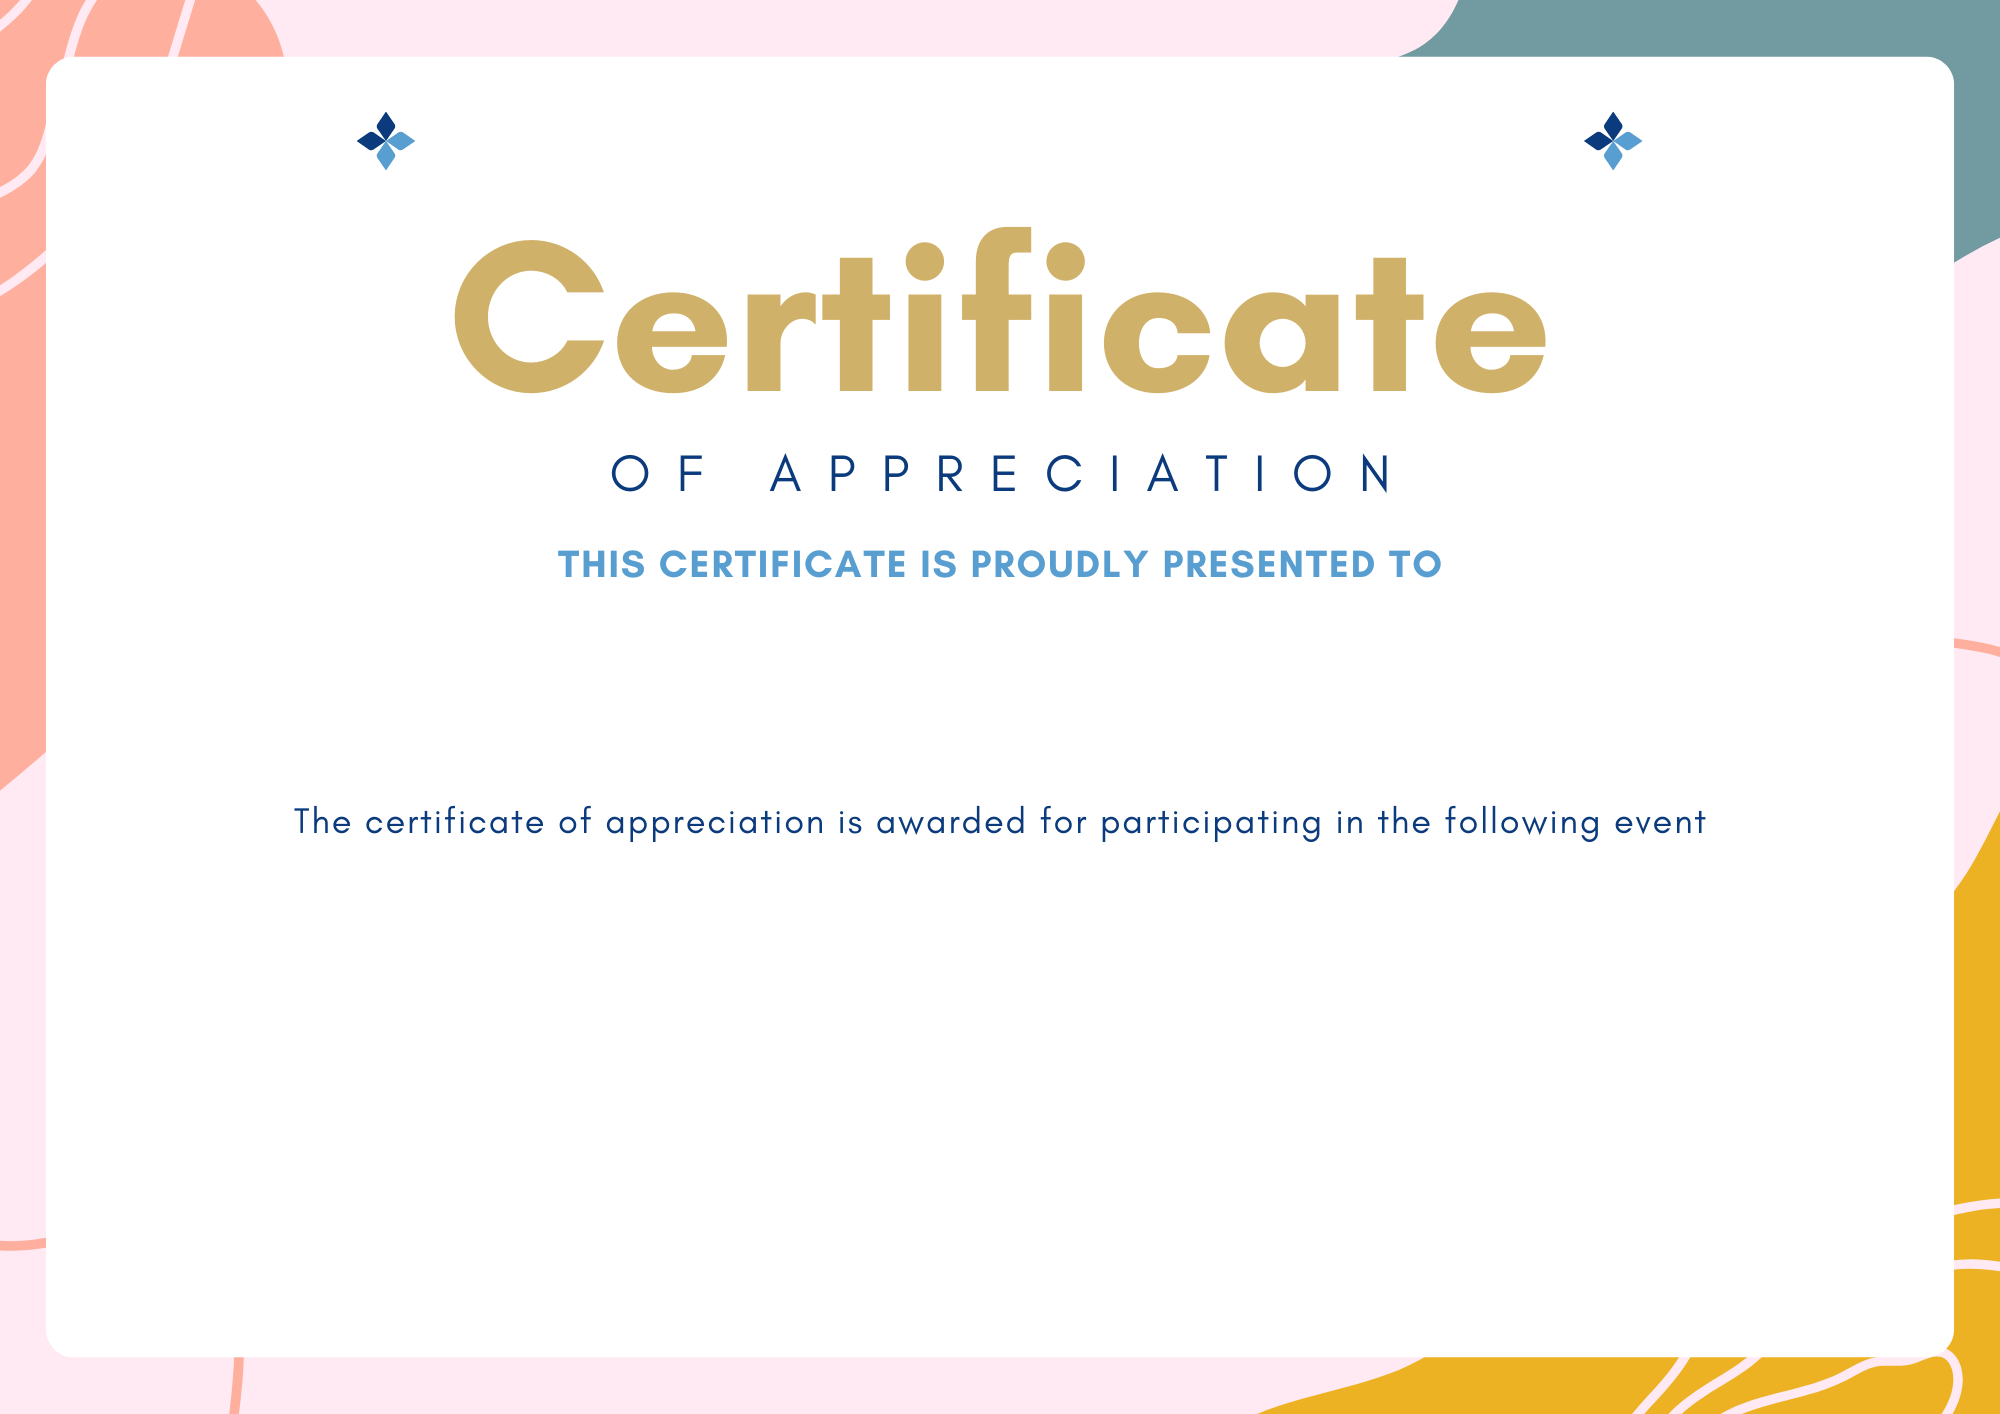 Certificate
OF APPRECIATION
THIS CERTIFICATE IS PROUDLY PRESENTED TO
The certificate of appreciation is awarded for participating in the following event